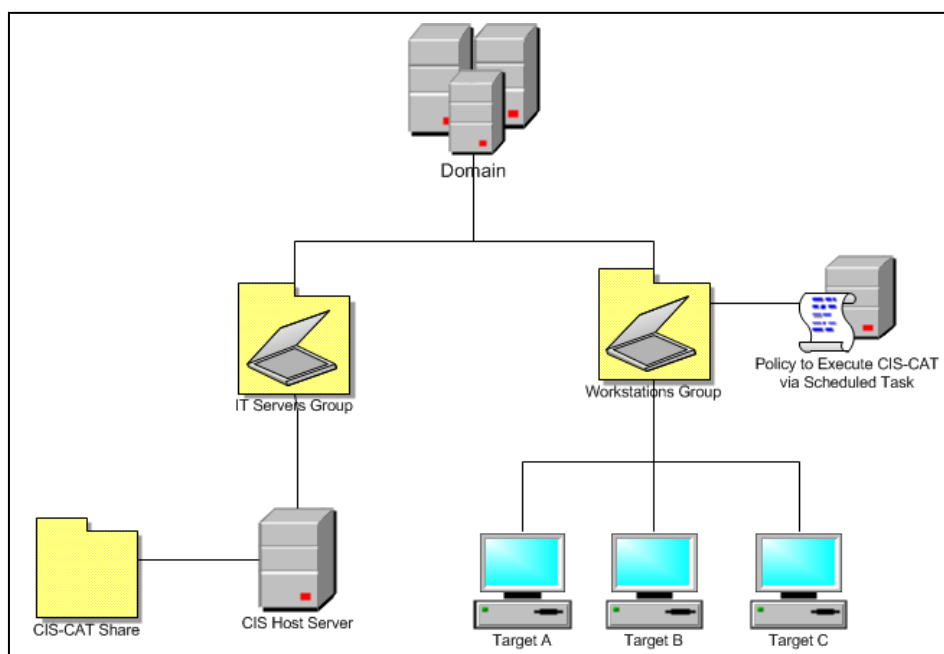 Domain
IT Servers Group
Workstations Group
Policy to Execute CIS-CAT
via Scheduled Task
CIS-CAT Share
CIS Host Server
Target A
Target B
Target C